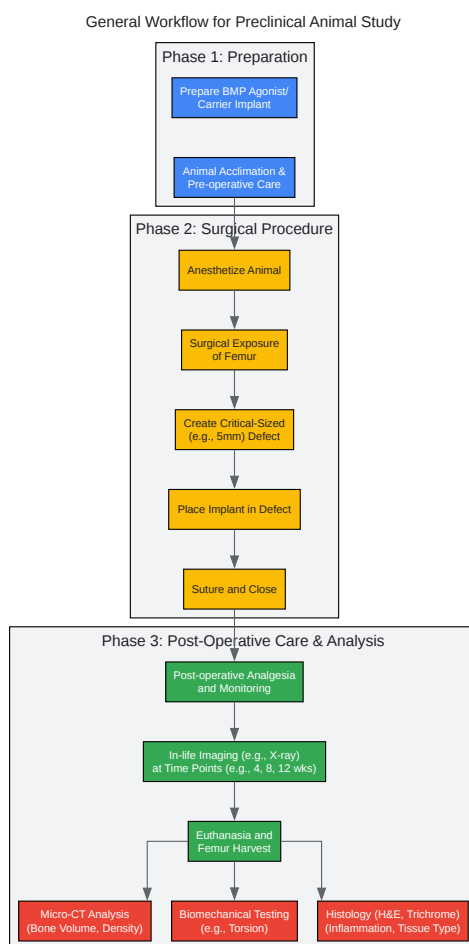 General Workflow for Preclinical Animal Study
Phase 1: Preparation
Prepare BMP Agonist/
Carrier Implant
Animal Acclimation &
Pre-operative Care
Phase 2: Surgical Procedure
Anesthetize Animal
Surgical Exposure
of Femur
Create Critical-Sized
(e.g., 5mm) Defect
Place Implant in Defect
Suture and Close
Phase 3: Post-Operative Care & Analysis
Post-operative Analgesia
and Monitoring
In-life Imaging (e.g., X-ray)
at Time Points (e.g., 4, 8, 12 wks)
Euthanasia and
Femur Harvest
Micro-CT Analysis
(Bone Volume, Density)
Biomechanical Testing
(e.g., Torsion)
Histology (H&E, Trichrome)
(Inflammation, Tissue Type)